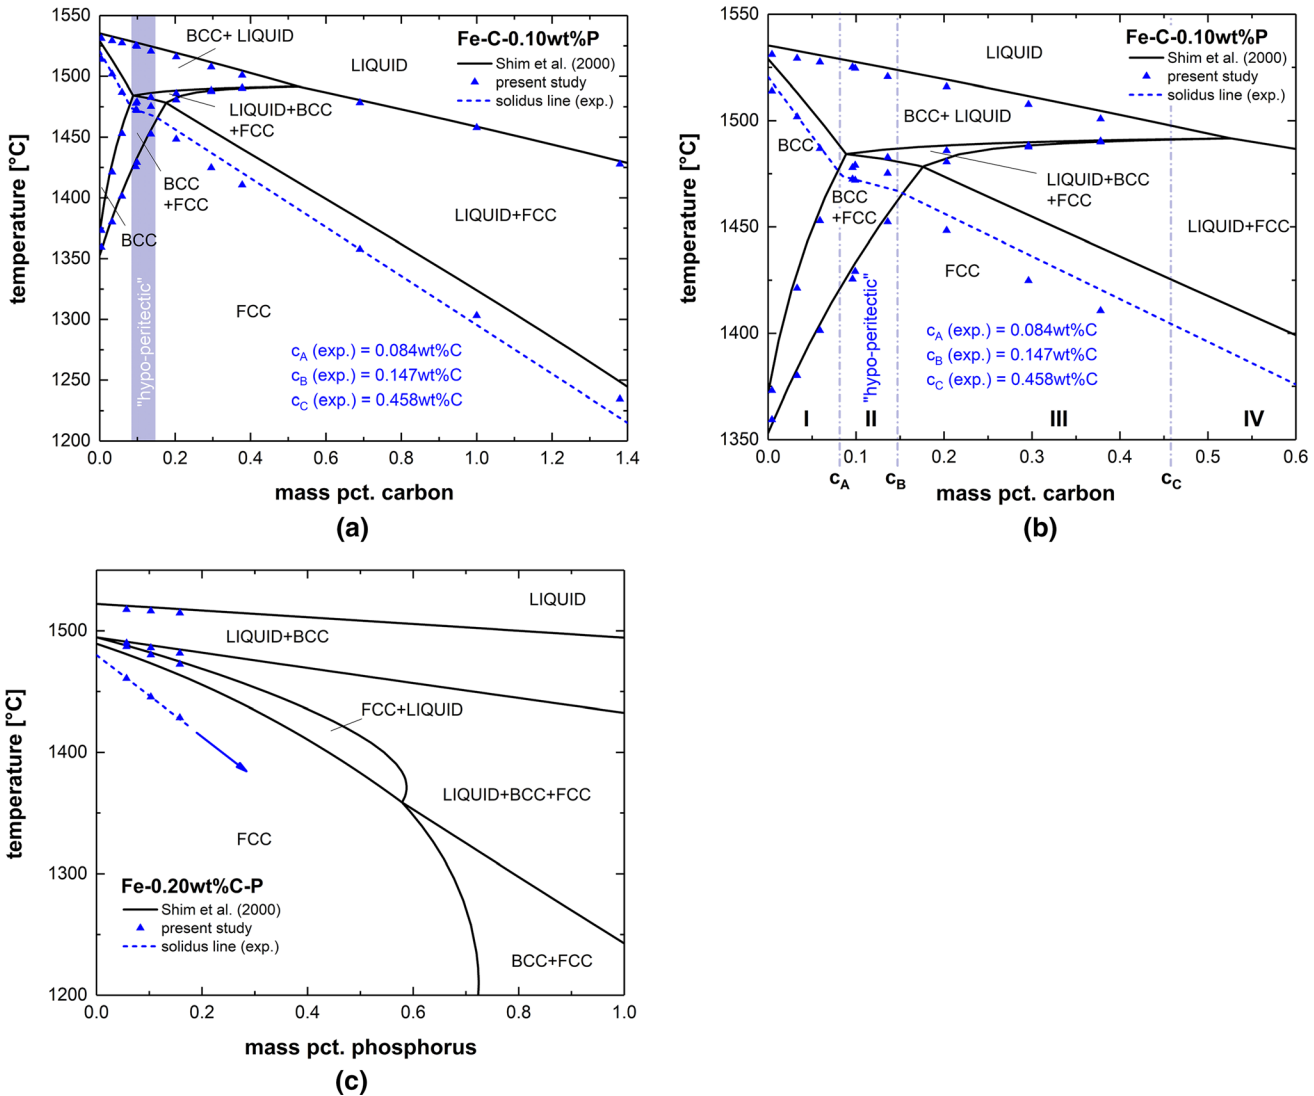 1550
1500
1450
1400
1350
1300
1250
1200
temperature [°C]
0.0 0.2 0.4 0.6 0.8 1.0 1.2 1.4
mass pct. carbon
Fe-C-0.10wt%P
Shim et al. (2000)
present study
solidus line (exp.)
BCC+ LIQUID
LIQUID
LIQUID+BCC
+FCC
BCC
+FCC
BCC
LIQUID+FCC
FCC
"hypo-peritectic"
cA (exp.) = 0.084wt%C
cB (exp.) = 0.147wt%C
cC (exp.) = 0.458wt%C
(a)
1550
1500
1450
1400
1350
temperature [°C]
0.0 0.1 0.2 0.3 0.4 0.5 0.6
cA cB mass pct. carbon cC
Fe-C-0.10wt%P
Shim et al. (2000)
present study
solidus line (exp.)
LIQUID
BCC+ LIQUID
BCC
LIQUID+BCC
+FCC
BCC
+FCC
LIQUID+FCC
FCC
"hypo-peritectic"
cA (exp.) = 0.084wt%C
cB (exp.) = 0.147wt%C
cC (exp.) = 0.458wt%C
I II III IV
(b)
1500
1400
1300
1200
temperature [°C]
0.0 0.2 0.4 0.6 0.8 1.0
mass pct. phosphorus
LIQUID
LIQUID+BCC
FCC+LIQUID
LIQUID+BCC+FCC
FCC
BCC+FCC
Fe-0.20wt%C-P
Shim et al. (2000)
present study
solidus line (exp.)
(c)